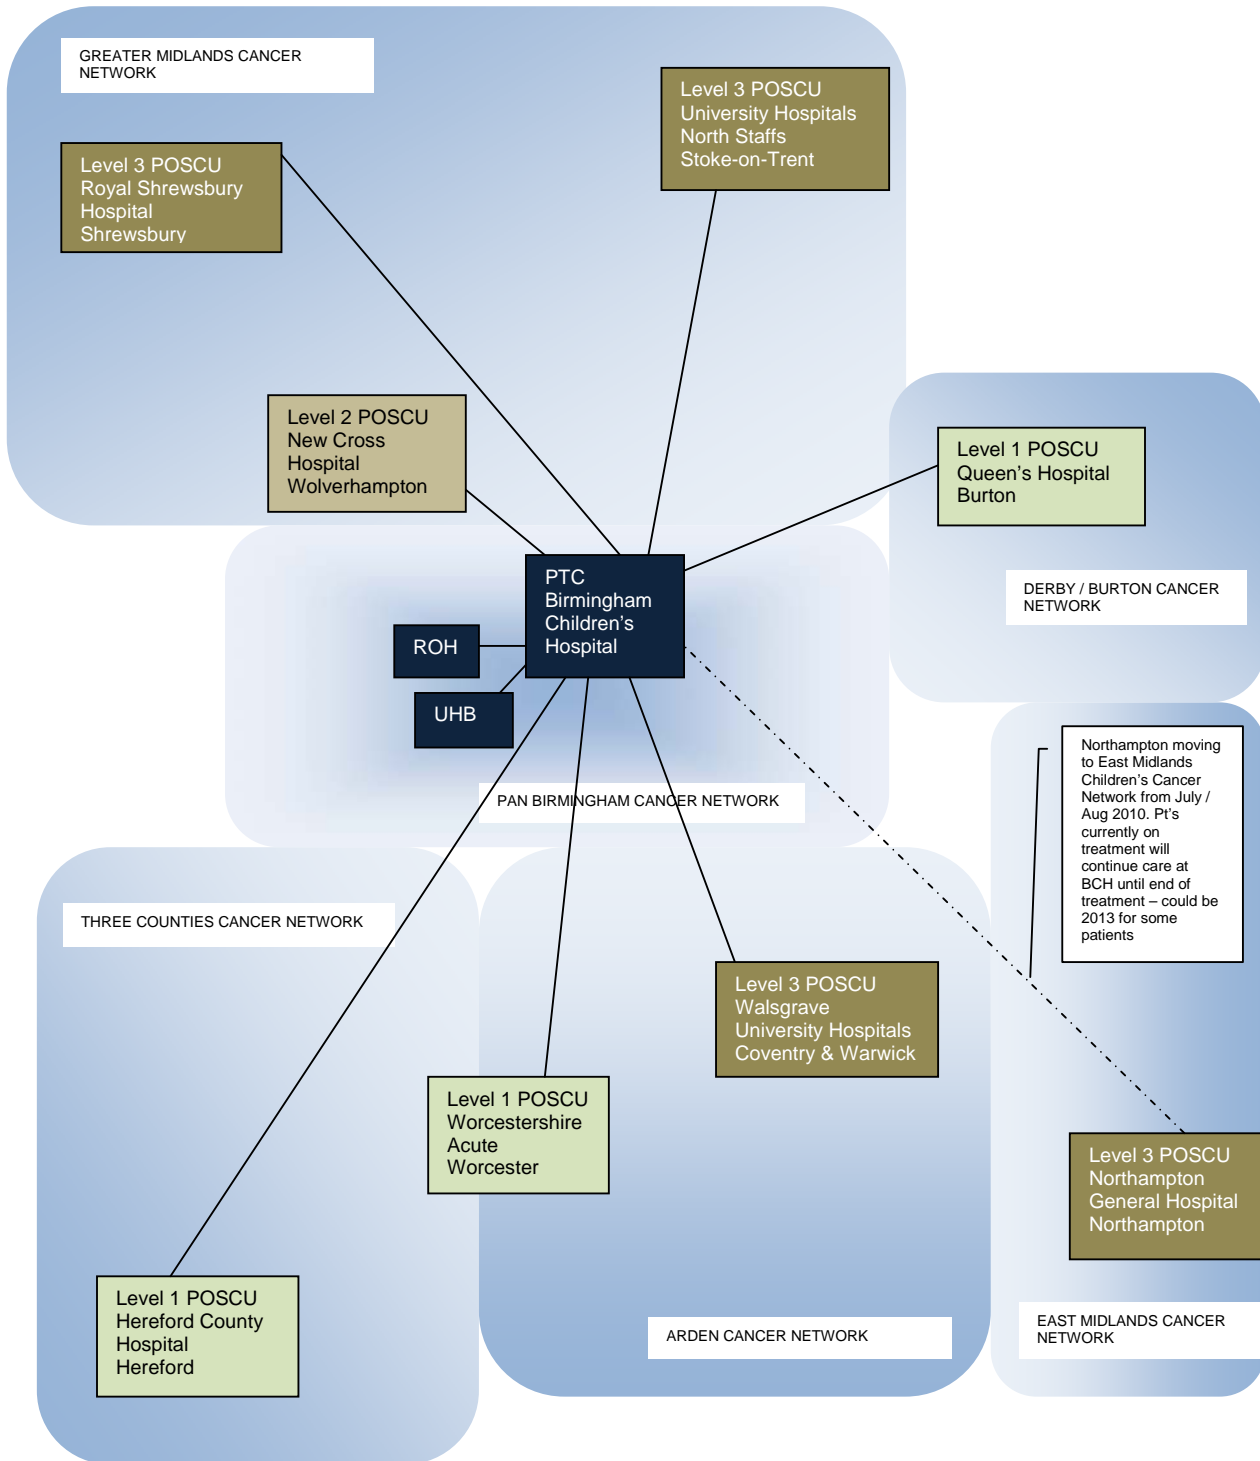 GREATER MIDLANDS CANCER
NETWORK
Level 3 POSCU
University Hospitals
North Staffs
Stoke-on-Trent
Level 3 POSCU
Royal Shrewsbury
Hospital
Shrewsbury
Level 2 POSCU
New Cross
Hospital
Wolverhampton
Level 1 POSCU
Queen’s Hospital
Burton
PTC
Birmingham
Children’s
Hospital
DERBY / BURTON CANCER
NETWORK
ROH
UHB
PAN BIRMINGHAM CANCER NETWORK
Northampton moving
to East Midlands
Children’s Cancer
Network from July /
Aug 2010. Pt’s
currently on
treatment will
continue care at
BCH until end of
treatment – could be
2013 for some
patients
THREE COUNTIES CANCER NETWORK
Level 3 POSCU
Walsgrave
University Hospitals
Coventry & Warwick
Level 1 POSCU
Worcestershire
Acute
Worcester
Level 3 POSCU
Northampton
General Hospital
Northampton
Level 1 POSCU
Hereford County
Hospital
Hereford
ARDEN CANCER NETWORK
EAST MIDLANDS CANCER
NETWORK